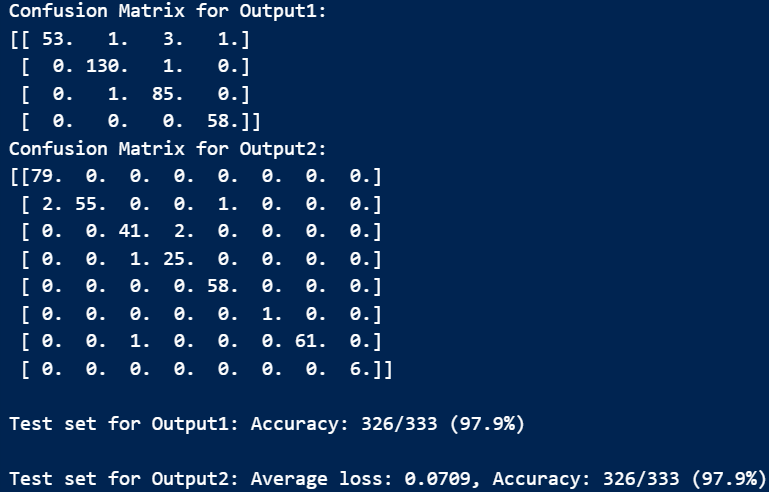 Confusion Matrix for Output1:
[[ 53.   1.   3.   1.]
 [  0. 130.   1.   0.]
 [  0.   1.  85.   0.]
 [  0.   0.   0.  58.]]
Confusion Matrix for Output2:
[[79.  0.  0.  0.  0.  0.  0.  0.]
 [ 2. 55.  0.  0.  1.  0.  0.  0.]
 [ 0.  0. 41.  2.  0.  0.  0.  0.]
 [ 0.  0.  1. 25.  0.  0.  0.  0.]
 [ 0.  0.  0.  0. 58.  0.  0.  0.]
 [ 0.  0.  0.  0.  0.  1.  0.  0.]
 [ 0.  0.  1.  0.  0.  0. 61.  0.]
 [ 0.  0.  0.  0.  0.  0.  0.  6.]]
Test set for Output1: Accuracy: 326/333 (97.9%)
Test set for Output2: Average loss: 0.0709, Accuracy: 326/333 (97.9%)